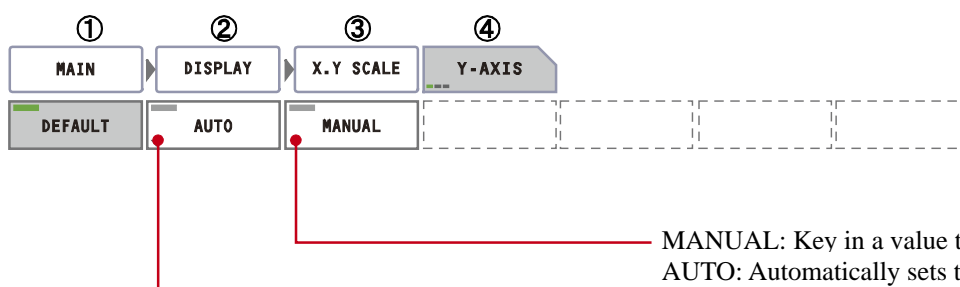 ① ② ③ ④
MAIN DISPLAY X.Y SCALE Y-AXIS
DEFAULT AUTO MANUAL
MANUAL: Key in a value
AUTO: Automatically sets